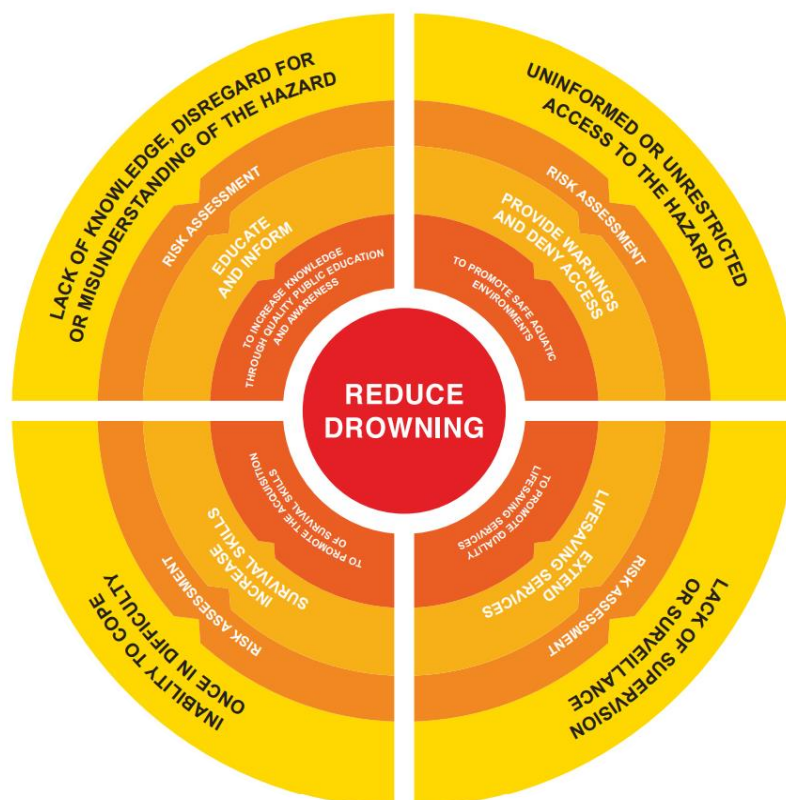 LACK OF KNOWLEDGE, DISREGARD FOR
OR MISUNDERSTANDING OF THE HAZARD
RISK ASSESSMENT
EDUCATE
AND INFORM
TO INCREASE KNOWLEDGE
THROUGH QUALITY PUBLIC EDUCATION
AND AWARENESS
UNINFORMED OR UNRESTRICTED
ACCESS TO THE HAZARD
RISK ASSESSMENT
PROVIDE WARNINGS
AND DENY ACCESS
TO PROMOTE SAFE AQUATIC
ENVIRONMENTS
REDUCE
DROWNING
INABILITY TO COPE
ONCE IN DIFFICULTY
RISK ASSESSMENT
INCREASE
SURVIVAL SKILLS
TO PROMOTE THE ACQUISITION
OF SURVIVAL SKILLS
LACK OF SUPERVISION
OR SURVEILLANCE
RISK ASSESSMENT
EXTEND
LIFESAVING SERVICES
TO PROMOTE QUALITY
LIFESAVING SERVICES